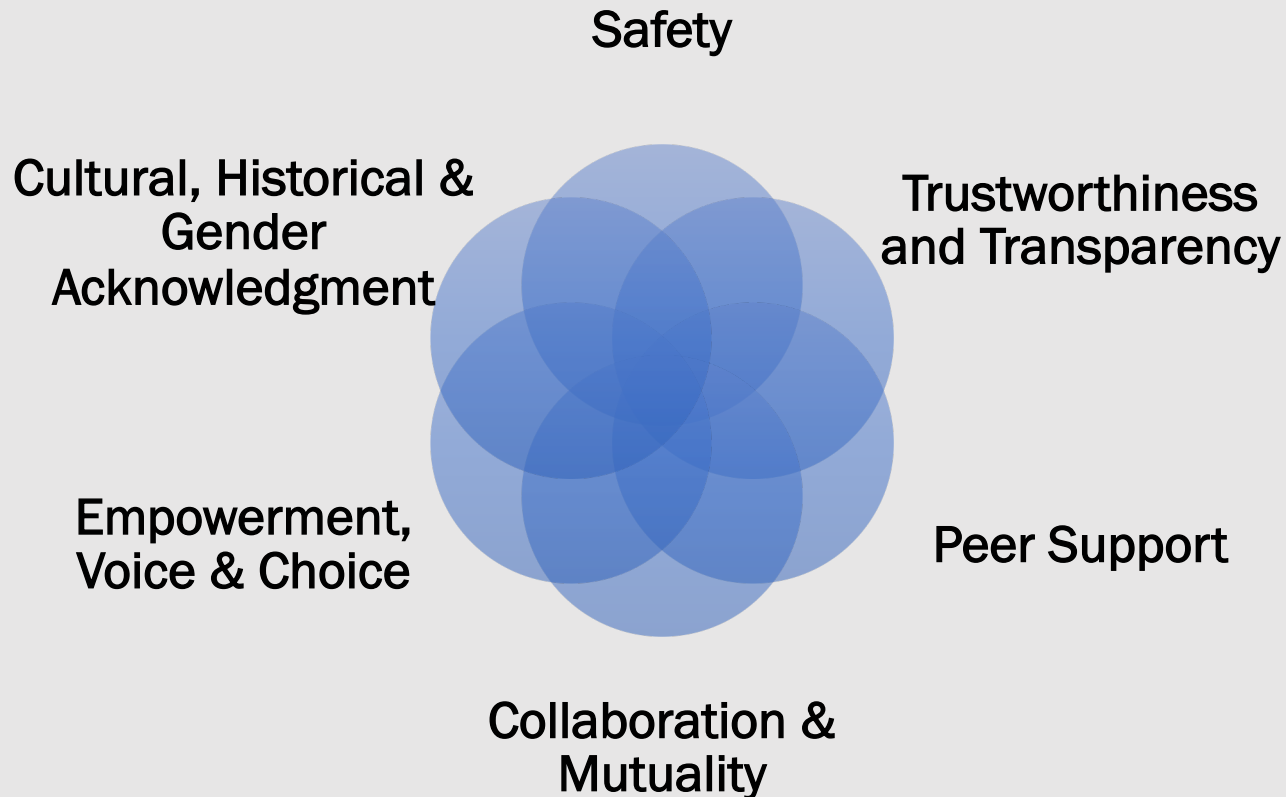 Safety
Cultural, Historical &
Gender
Acknowledgment
Trustworthiness
and Transparency
Empowerment,
Voice & Choice
Peer Support
Collaboration &
Mutuality